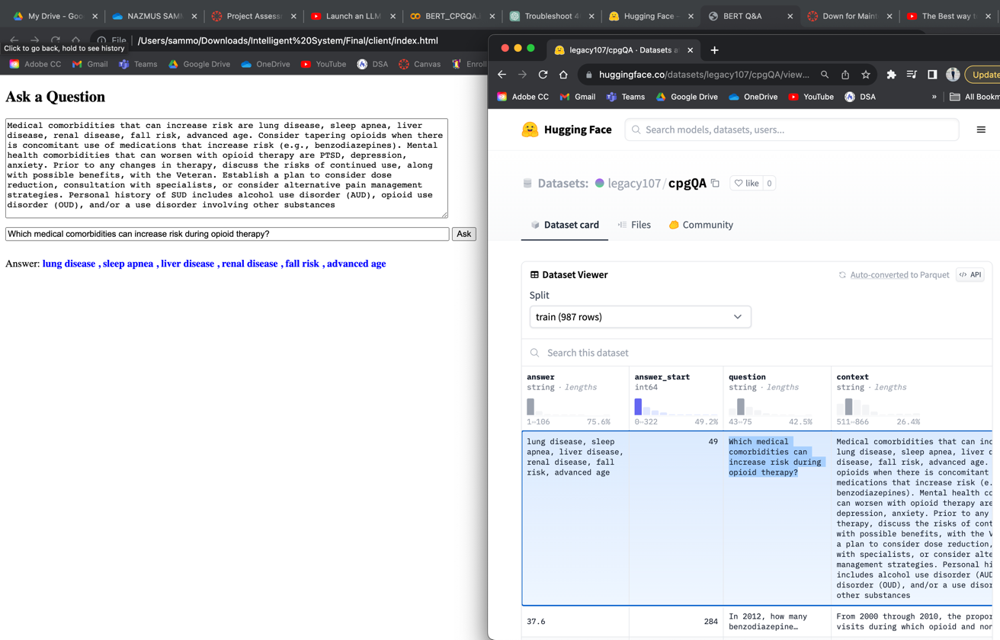 My Drive - Goo
NAZMUS SAMM
Project Assess
Launch an LLM
BERT_CPGQA.i
Troubleshoot 4
Hugging Face –
BERT Q&A
Down for Maint
The Best way t
File
/Users/sammo/Downloads/Intelligent%20System/Final/client/index.html
Click to go back, hold to see history
Adobe CC
Gmail
Teams
Google Drive
OneDrive
YouTube
DSA
Canvas
Enroll
Ask a Question
Medical comorbidities that can increase risk are lung disease, sleep apnea, liver
disease, renal disease, fall risk, advanced age. Consider tapering opioids when there
is concomitant use of medications that increase risk (e.g., benzodiazepines). Mental
health comorbidities that can worsen with opioid therapy are PTSD, depression,
anxiety. Prior to any changes in therapy, discuss the risks of continued use, along
with possible benefits, with the Veteran. Establish a plan to consider dose
reduction, consultation with specialists, or consider alternative pain management
strategies. Personal history of SUD includes alcohol use disorder (AUD), opioid use
disorder (OUD), and/or a use disorder involving other substances
Which medical comorbidities can increase risk during opioid therapy?
Ask
Answer: lung disease , sleep apnea , liver disease , renal disease , fall risk , advanced age
legacy107/cpgQA · Datasets a
huggingface.co/datasets/legacy107/cpgQA/view...
Update
Adobe CC
Gmail
Teams
Google Drive
OneDrive
YouTube
DSA
»
All Bookm
Hugging Face
Search models, datasets, users...
Datasets:
legacy107/cpgQA
like
0
Dataset card
Files
Community
Dataset Viewer
Auto-converted to Parquet
</> API
Split
train (987 rows)
Search this dataset
answer
string · lengths
1↔106
75.6%
answer_start
int64
0↔322
49.2%
question
string · lengths
43↔75
42.5%
context
string · lengths
511↔866
26.4%
lung disease, sleep
apnea, liver disease,
renal disease, fall
risk, advanced age
49
Which medical
comorbidities can
increase risk during
opioid therapy?
Medical comorbidities that can inc
lung disease, sleep apnea, liver d
disease, fall risk, advanced age.
opioids when there is concomitant
medications that increase risk (e.
benzodiazepines). Mental health co
can worsen with opioid therapy are
depression, anxiety. Prior to any
therapy, discuss the risks of cont
with possible benefits, with the V
a plan to consider dose reduction,
with specialists, or consider alte
management strategies. Personal hi
includes alcohol use disorder (AUD
disorder (OUD), and/or a use disor
other substances
37.6
284
In 2012, how many
benzodiazepine…
From 2000 through 2010, the propor
visits during which opioid and non